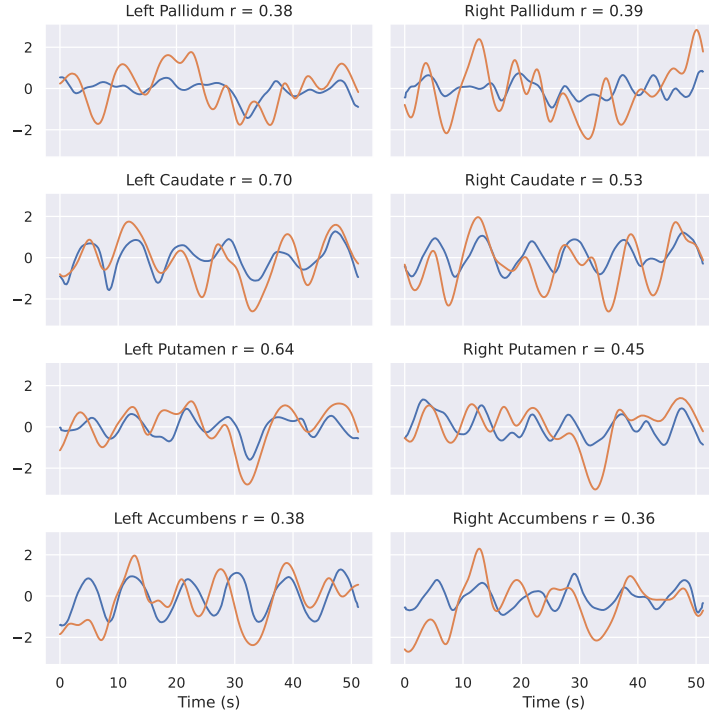 Left Pallidum r = 0.38
Right Pallidum r = 0.39
2
0
−2
Left Caudate r = 0.70
Right Caudate r = 0.53
2
0
−2
Left Putamen r = 0.64
Right Putamen r = 0.45
2
0
−2
Left Accumbens r = 0.38
Right Accumbens r = 0.36
2
0
−2
0 10 20 30 40 50
0 10 20 30 40 50
Time (s)
Time (s)